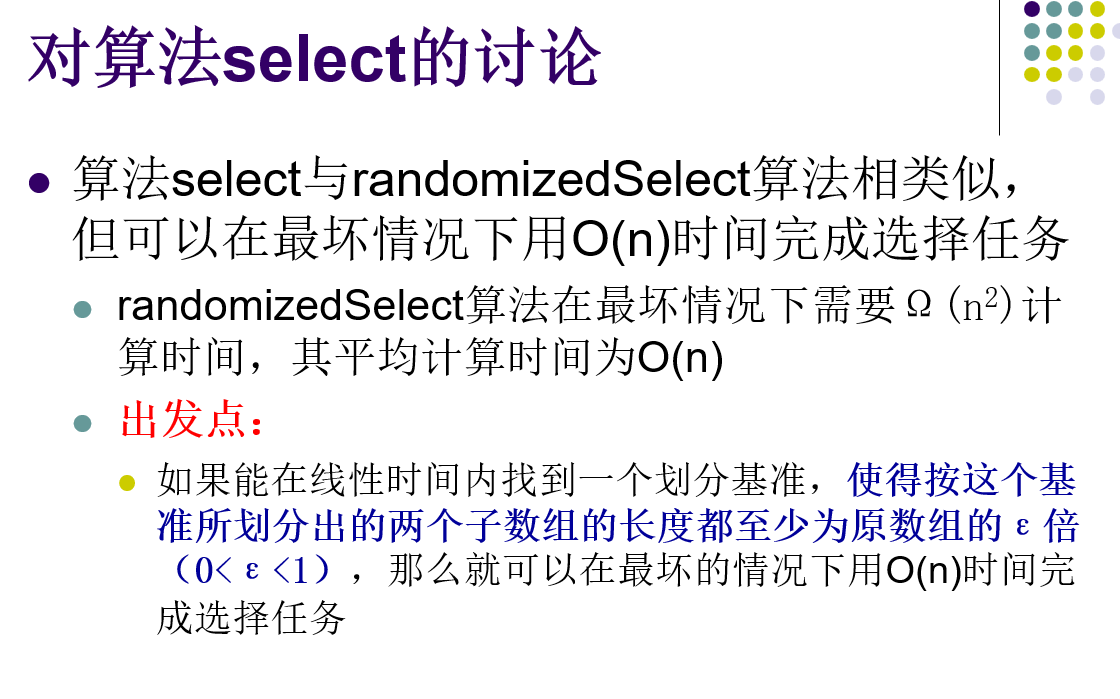 对算法select的讨论
算法select与randomizedSelect算法相类似，
但可以在最坏情况下用O(n)时间完成选择任务
randomizedSelect算法在最坏情况下需要Ω(n²)计
算时间，其平均计算时间为O(n)
出发点：
如果能在线性时间内找到一个划分基准，使得按这个基
准所划分出的两个子数组的长度都至少为原数组的ε倍
（0<ε<1），那么就可以在最坏的情况下用O(n)时间完
成选择任务